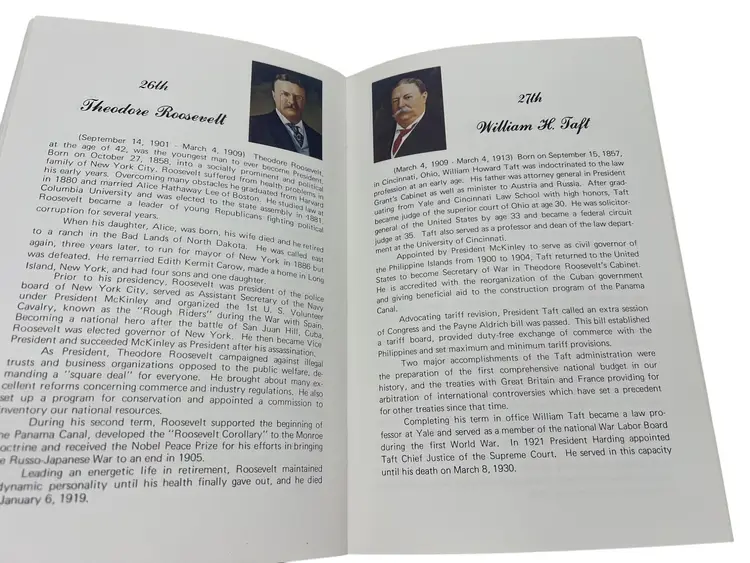 26th
Theodore Roosevelt
(September 14, 1901 - March 4, 1909) Theodore Roosevelt,
at the age of 42, was the youngest man to ever become President.
Born on October 27, 1858, into a socially prominent and political
family of New York City, Roosevelt suffered from health problems in
his early years. Overcoming many obstacles he graduated from Harvard
in 1880 and married Alice Hathaway Lee of Boston. He studied law at
Columbia University and was elected to the state assembly in 1881.
Roosevelt became a leader of young Republicans fighting political
corruption for several years.
When his daughter, Alice, was born, his wife died and he retired
to a ranch in the Bad Lands of North Dakota. He was called east
again, three years later, to run for mayor of New York in 1886 but
was defeated. He remarried Edith Kermit Carow, made a home in Long
Island, New York, and had four sons and one daughter.
Prior to his presidency, Roosevelt was president of the police
board of New York City, served as Assistant Secretary of the Navy
under President McKinley and organized the 1st U. S. Volunteer
Cavalry, known as the "Rough Riders" during the War with Spain.
Becoming a national hero after the battle of San Juan Hill, Cuba,
Roosevelt was elected governor of New York. He then became Vice
President and succeeded McKinley as President after his assassination.
As President, Theodore Roosevelt campaigned against illegal
trusts and business organizations opposed to the public welfare, de-
manding a "square deal" for everyone. He brought about many ex-
cellent reforms concerning commerce and industry regulations. He also
set up a program for conservation and appointed a commission to
inventory our national resources.
During his second term, Roosevelt supported the beginning of
he Panama Canal, developed the "Roosevelt Corollary" to the Monroe
octrine and received the Nobel Peace Prize for his efforts in bringing
e Russo-Japanese War to an end in 1905.
Leading an energetic life in retirement, Roosevelt maintained
dynamic personality until his health finally gave out, and he died
January 6, 1919.
27th
William H. Taft
(March 4, 1909 - March 4, 1913) Born on September 15, 1857,
in Cincinnati, Ohio, William Howard Taft was indoctrinated to the law
profession at an early age. His father was attorney general in President
Grant's Cabinet as well as minister to Austria and Russia. After grad-
uating from Yale and Cincinnati Law School with high honors, Taft
became judge of the superior court of Ohio at age 30. He was solicitor-
general of the United States by age 33 and became a federal circuit
judge at 35. Taft also served as a professor and dean of the law depart-
ment at the University of Cincinnati.
Appointed by President McKinley to serve as civil governor of
the Philippine Islands from 1900 to 1904, Taft returned to the United
States to become Secretary of War in Theodore Roosevelt's Cabinet.
He is accredited with the reorganization of the Cuban government
and giving beneficial aid to the construction program of the Panama
Canal.
Advocating tariff revision, President Taft called an extra session
of Congress and the Payne Aldrich bill was passed. This bill established
a tariff board, provided duty-free exchange of commerce with the
Philippines and set maximum and minimum tariff provisions.
Two major accomplishments of the Taft administration were
the preparation of the first comprehensive national budget in our
history, and the treaties with Great Britain and France providing for
arbitration of international controversies which have set a precedent
for other treaties since that time.
Completing his term in office William Taft became a law pro-
fessor at Yale and served as a member of the national War Labor Board
during the first World War. In 1921 President Harding appointed
Taft Chief Justice of the Supreme Court. He served in this capacity
until his death on March 8, 1930.